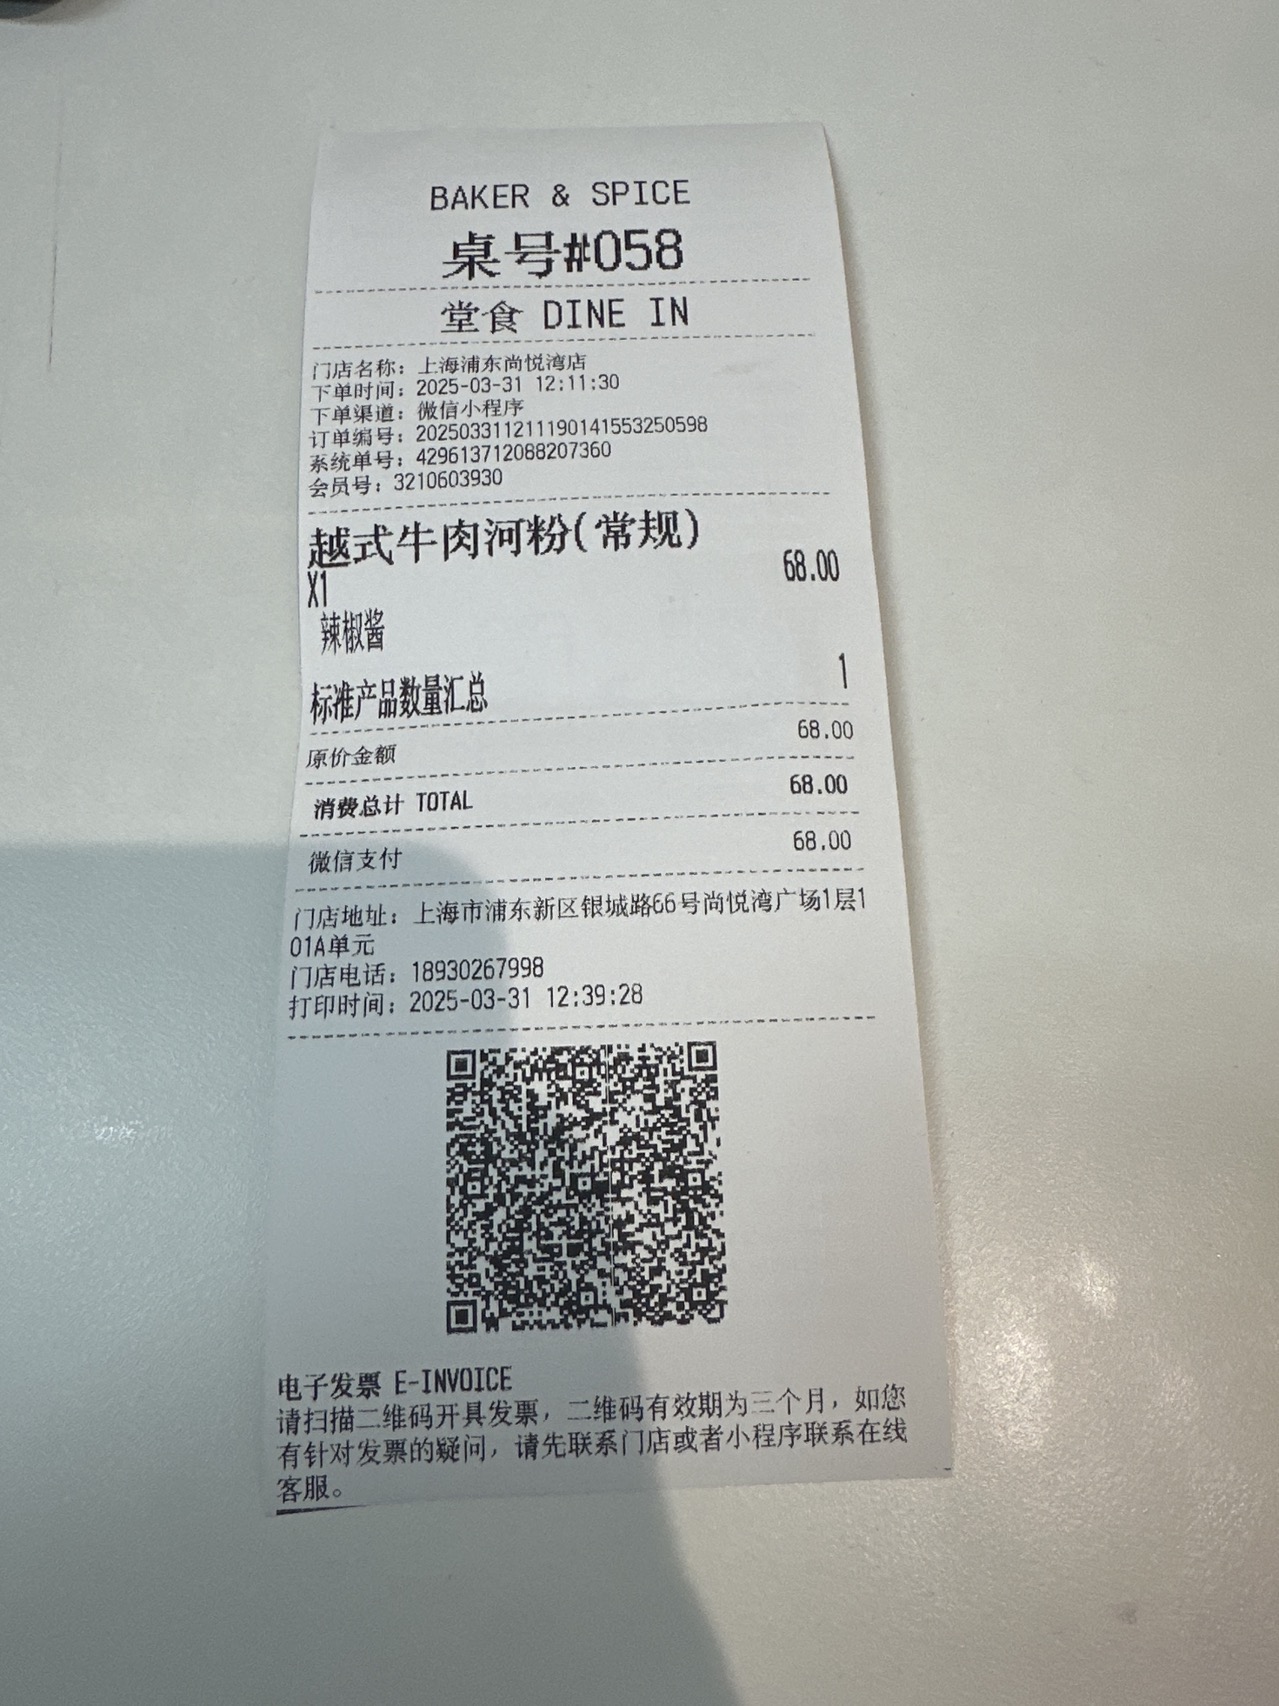 BAKER & SPICE
桌号#058
堂食 DINE IN
门店名称：上海浦东尚悦湾店
下单时间：2025-03-31 12:11:30
下单渠道：微信小程序
订单编号：2025033112111901415532​50598
系统单号：429613712088207360
会员号：3210603930
越式牛肉河粉(常规)
X1 68.00
辣椒酱
标准产品数量汇总 1
原价金额 68.00
消费总计 TOTAL 68.00
微信支付 68.00
门店地址：上海市浦东新区银城路66号尚悦湾广场1层1
01A单元
门店电话：18930267998
打印时间：2025-03-31 12:39:28
电子发票 E-INVOICE
请扫描二维码开具发票，二维码有效期为三个月，如您
有针对发票的疑问，请先联系门店或者小程序联系在线
客服。